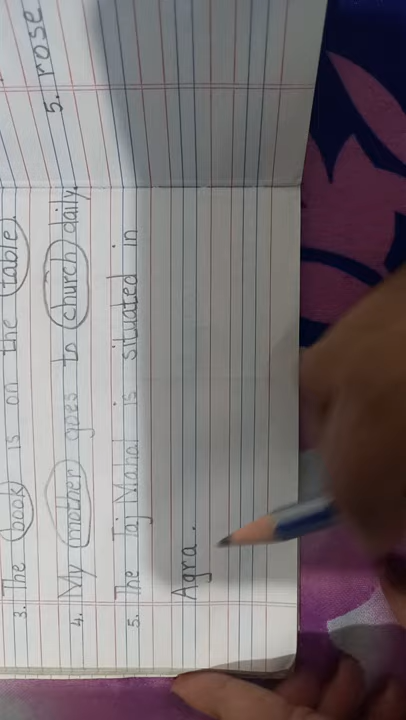 3. The book is on the table.
4. My mother goes to church daily.
5. The Taj Mahal is situated in
Agra.
5. rose